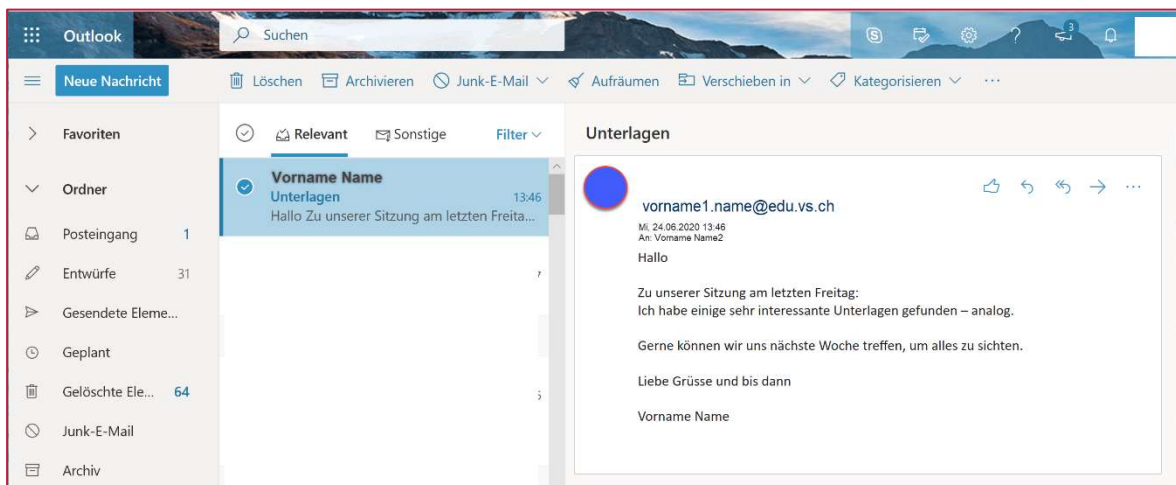 Outlook
Suchen
3
Neue Nachricht
Löschen
Archivieren
Junk-E-Mail
Aufräumen
Verschieben in
Kategorisieren
Favoriten
Ordner
Posteingang 1
Entwürfe 31
Gesendete Eleme...
Geplant
Gelöschte Ele... 64
Junk-E-Mail
Archiv
Relevant
Sonstige
Filter
Vorname Name
Unterlagen 13:46
Hallo Zu unserer Sitzung am letzten Freita...
Unterlagen
vorname1.name@edu.vs.ch
Mi, 24.06.2020 13:46
An: Vorname Name2
Hallo
Zu unserer Sitzung am letzten Freitag:
Ich habe einige sehr interessante Unterlagen gefunden – analog.
Gerne können wir uns nächste Woche treffen, um alles zu sichten.
Liebe Grüsse und bis dann
Vorname Name